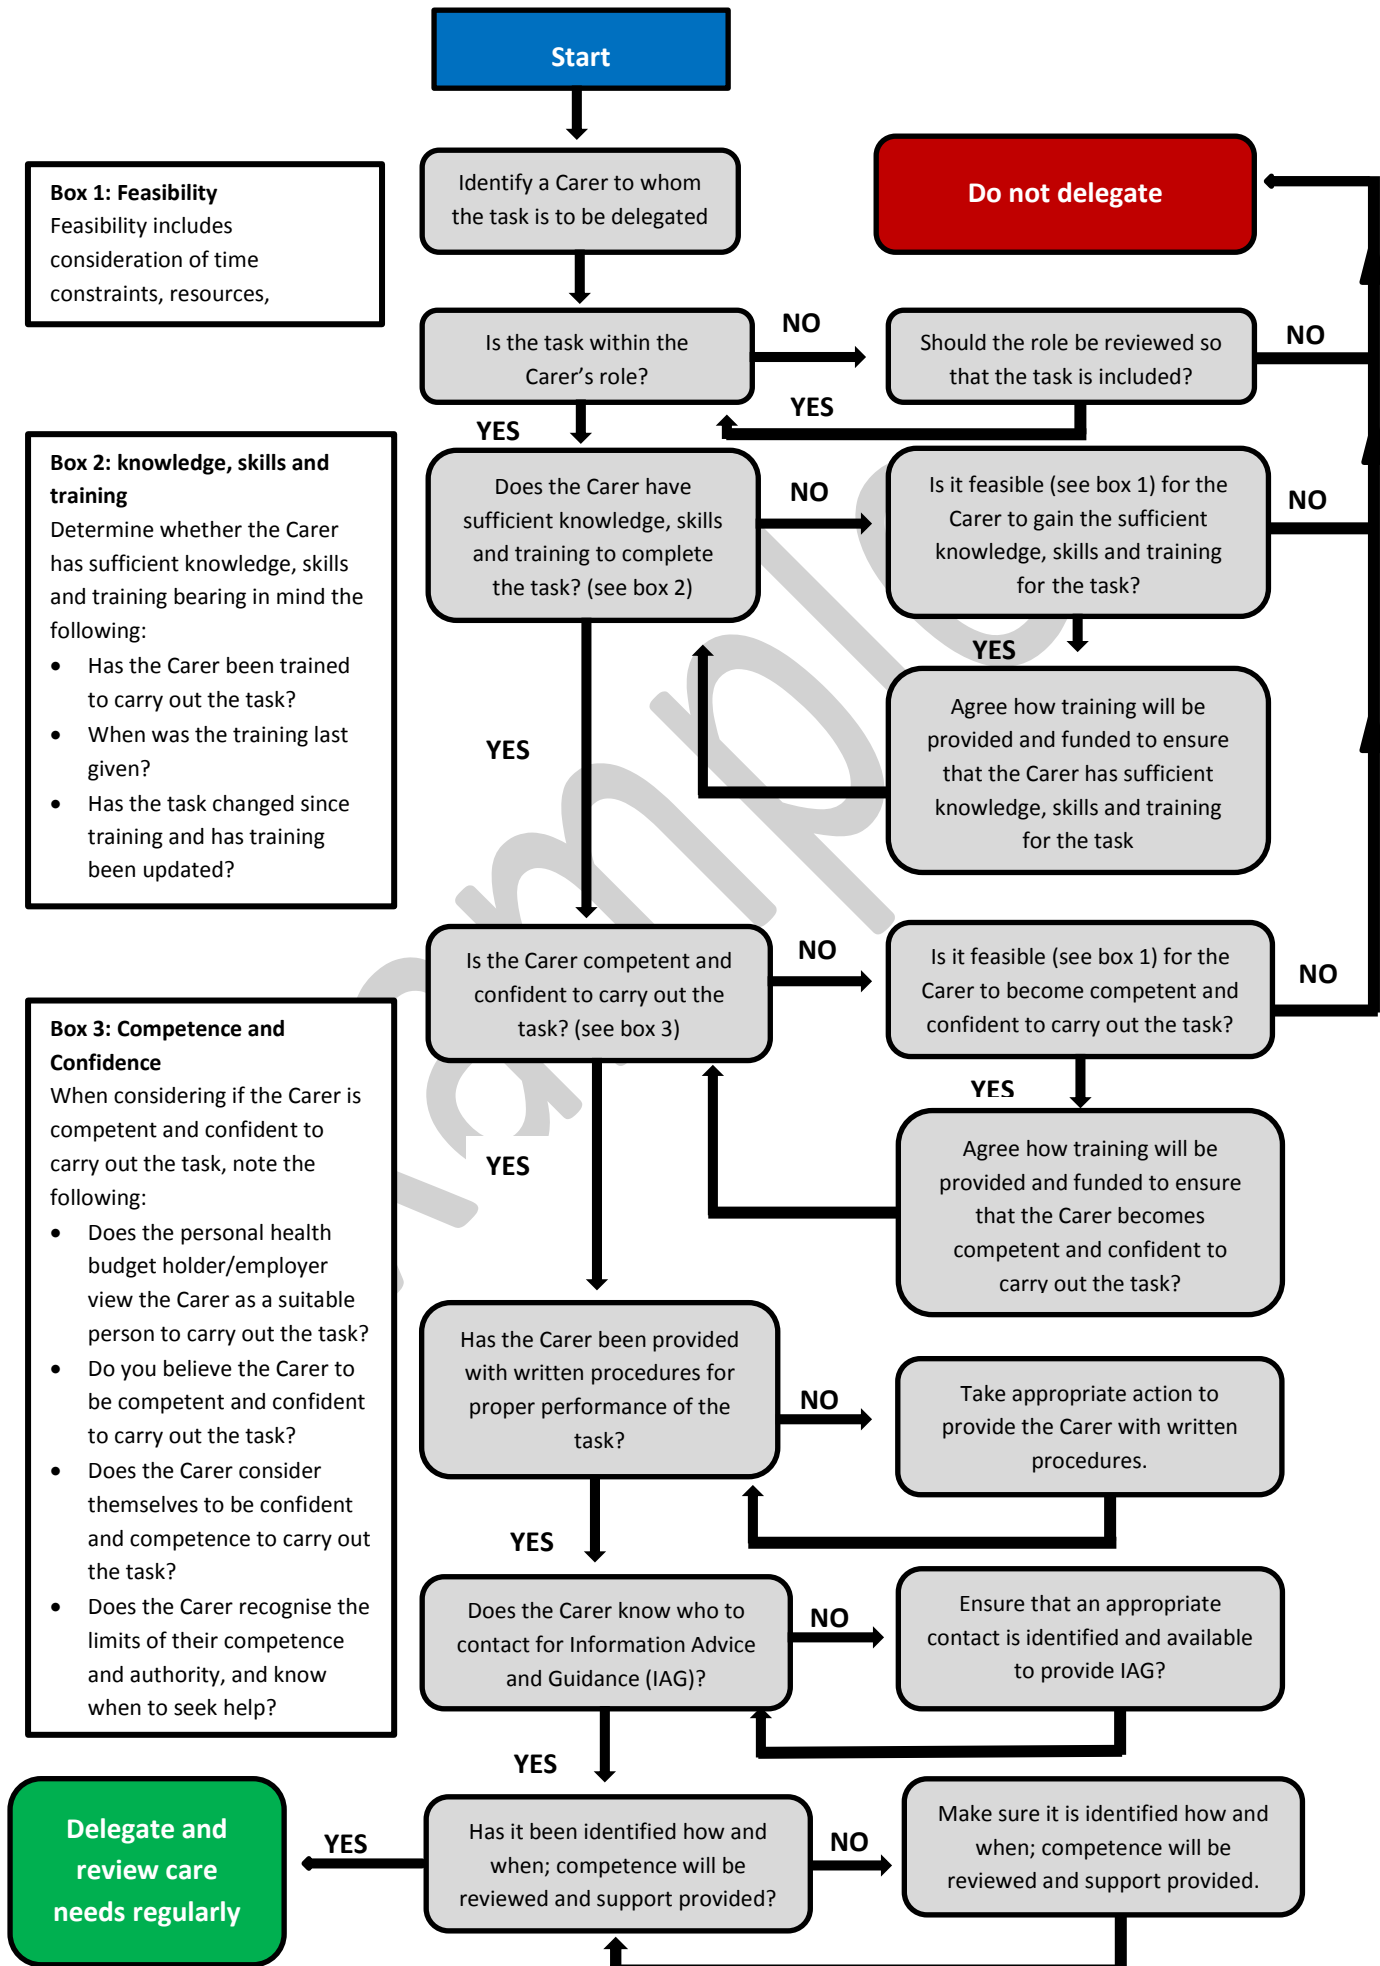 Start
Identify a Carer to whom
the task is to be delegated
Do not delegate
Box 1: Feasibility
Feasibility includes
consideration of time
constraints, resources,
Is the task within the
Carer's role?
NO
Should the role be reviewed so
that the task is included?
NO
YES
YES
Box 2: knowledge, skills and
training
Determine whether the Carer
has sufficient knowledge, skills
and training bearing in mind the
following:
• Has the Carer been trained
to carry out the task?
• When was the training last
given?
• Has the task changed since
training and has training
been updated?
Does the Carer have
sufficient knowledge, skills
and training to complete
the task? (see box 2)
NO
Is it feasible (see box 1) for the
Carer to gain the sufficient
knowledge, skills and training
for the task?
NO
YES
Agree how training will be
provided and funded to ensure
that the Carer has sufficient
knowledge, skills and training
for the task
YES
Is the Carer competent and
confident to carry out the
task? (see box 3)
NO
Is it feasible (see box 1) for the
Carer to become competent and
confident to carry out the task?
NO
YES
Agree how training will be
provided and funded to ensure
that the Carer becomes
competent and confident to
carry out the task?
YES
Box 3: Competence and
Confidence
When considering if the Carer is
competent and confident to
carry out the task, note the
following:
• Does the personal health
budget holder/employer
view the Carer as a suitable
person to carry out the task?
• Do you believe the Carer to
be competent and confident
to carry out the task?
• Does the Carer consider
themselves to be confident
and competence to carry out
the task?
• Does the Carer recognise the
limits of their competence
and authority, and know
when to seek help?
Has the Carer been provided
with written procedures for
proper performance of the
task?
NO
Take appropriate action to
provide the Carer with written
procedures.
YES
Does the Carer know who to
contact for Information Advice
and Guidance (IAG)?
NO
Ensure that an appropriate
contact is identified and available
to provide IAG?
YES
Has it been identified how and
when; competence will be
reviewed and support provided?
NO
Make sure it is identified how and
when; competence will be
reviewed and support provided.
YES
Delegate and
review care
needs regularly